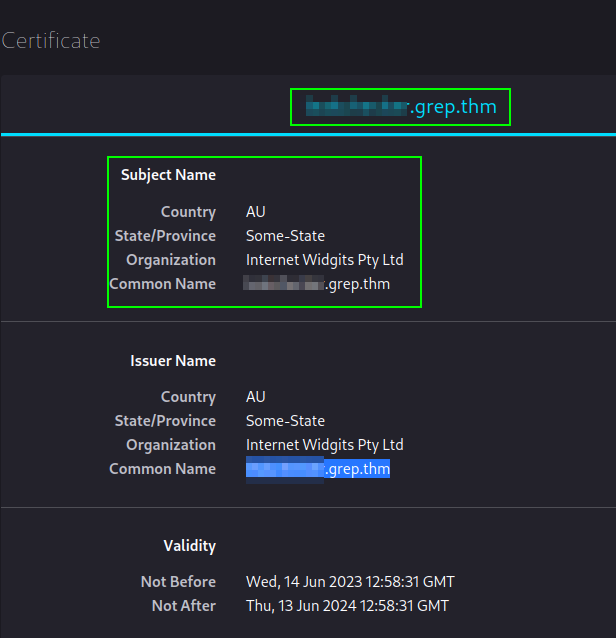 Certificate
.grep.thm
Subject Name
Country AU
State/Province Some-State
Organization Internet Widgits Pty Ltd
Common Name .grep.thm
Issuer Name
Country AU
State/Province Some-State
Organization Internet Widgits Pty Ltd
Common Name .grep.thm
Validity
Not Before Wed, 14 Jun 2023 12:58:31 GMT
Not After Thu, 13 Jun 2024 12:58:31 GMT